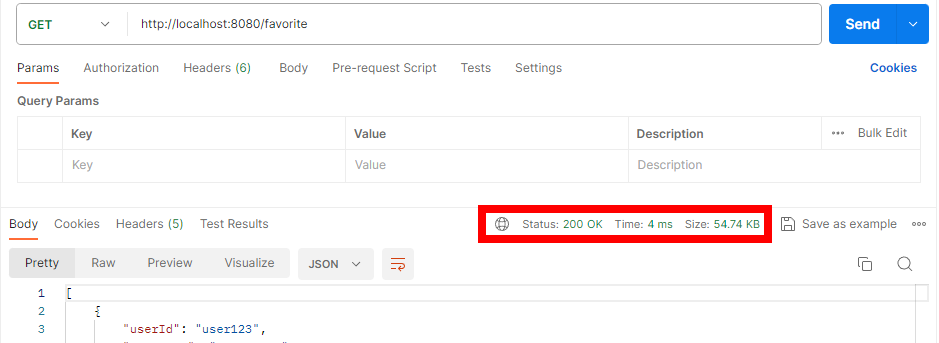 GET http://localhost:8080/favorite Send
Params Authorization Headers (6) Body Pre-request Script Tests Settings Cookies
Query Params
Key Value Description ••• Bulk Edit
Key Value Description
Body Cookies Headers (5) Test Results Status: 200 OK Time: 4 ms Size: 54.74 KB Save as example •••
Pretty Raw Preview Visualize JSON
1 [
2 {
3 "userId": "user123",